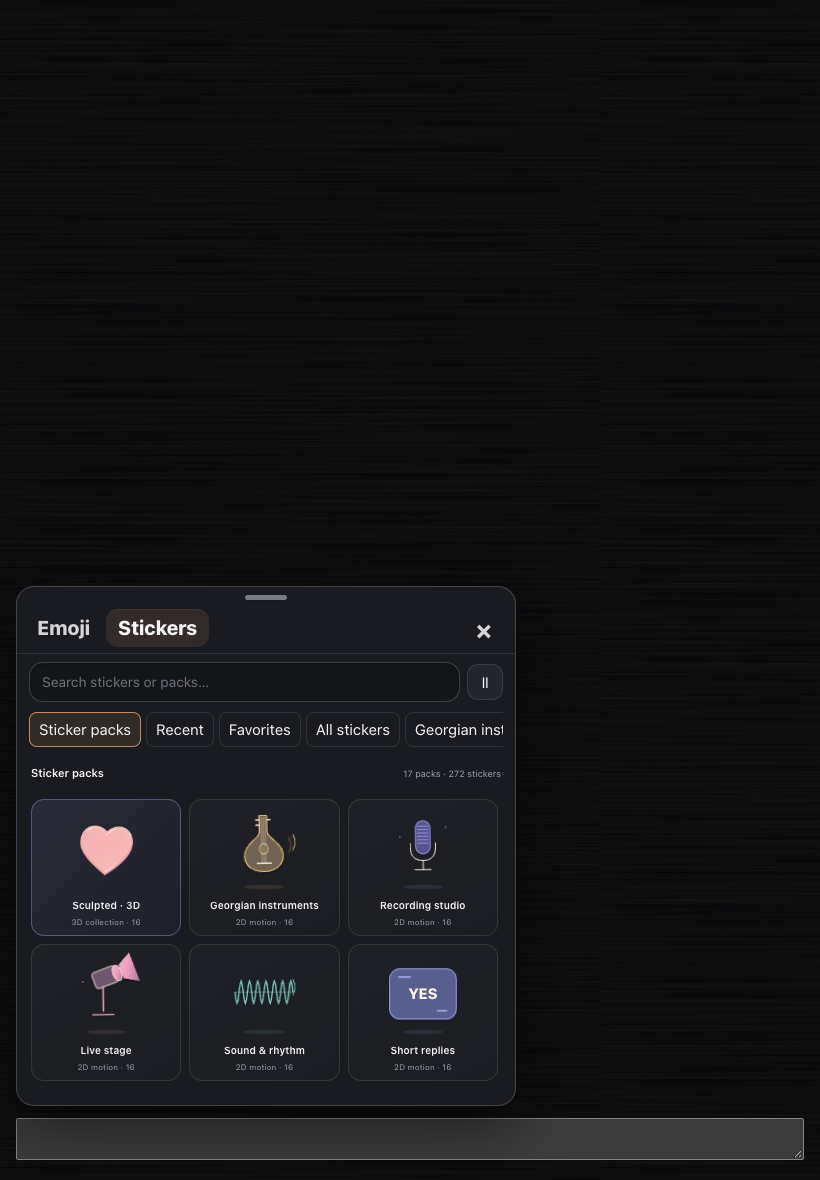 Emoji Stickers
Search stickers or packs...
Sticker packs Recent Favorites All stickers Georgian inst
Sticker packs 17 packs · 272 stickers
Sculpted · 3D
3D collection · 16
Georgian instruments
2D motion · 16
Recording studio
2D motion · 16
Live stage
2D motion · 16
Sound & rhythm
2D motion · 16
YES
Short replies
2D motion · 16